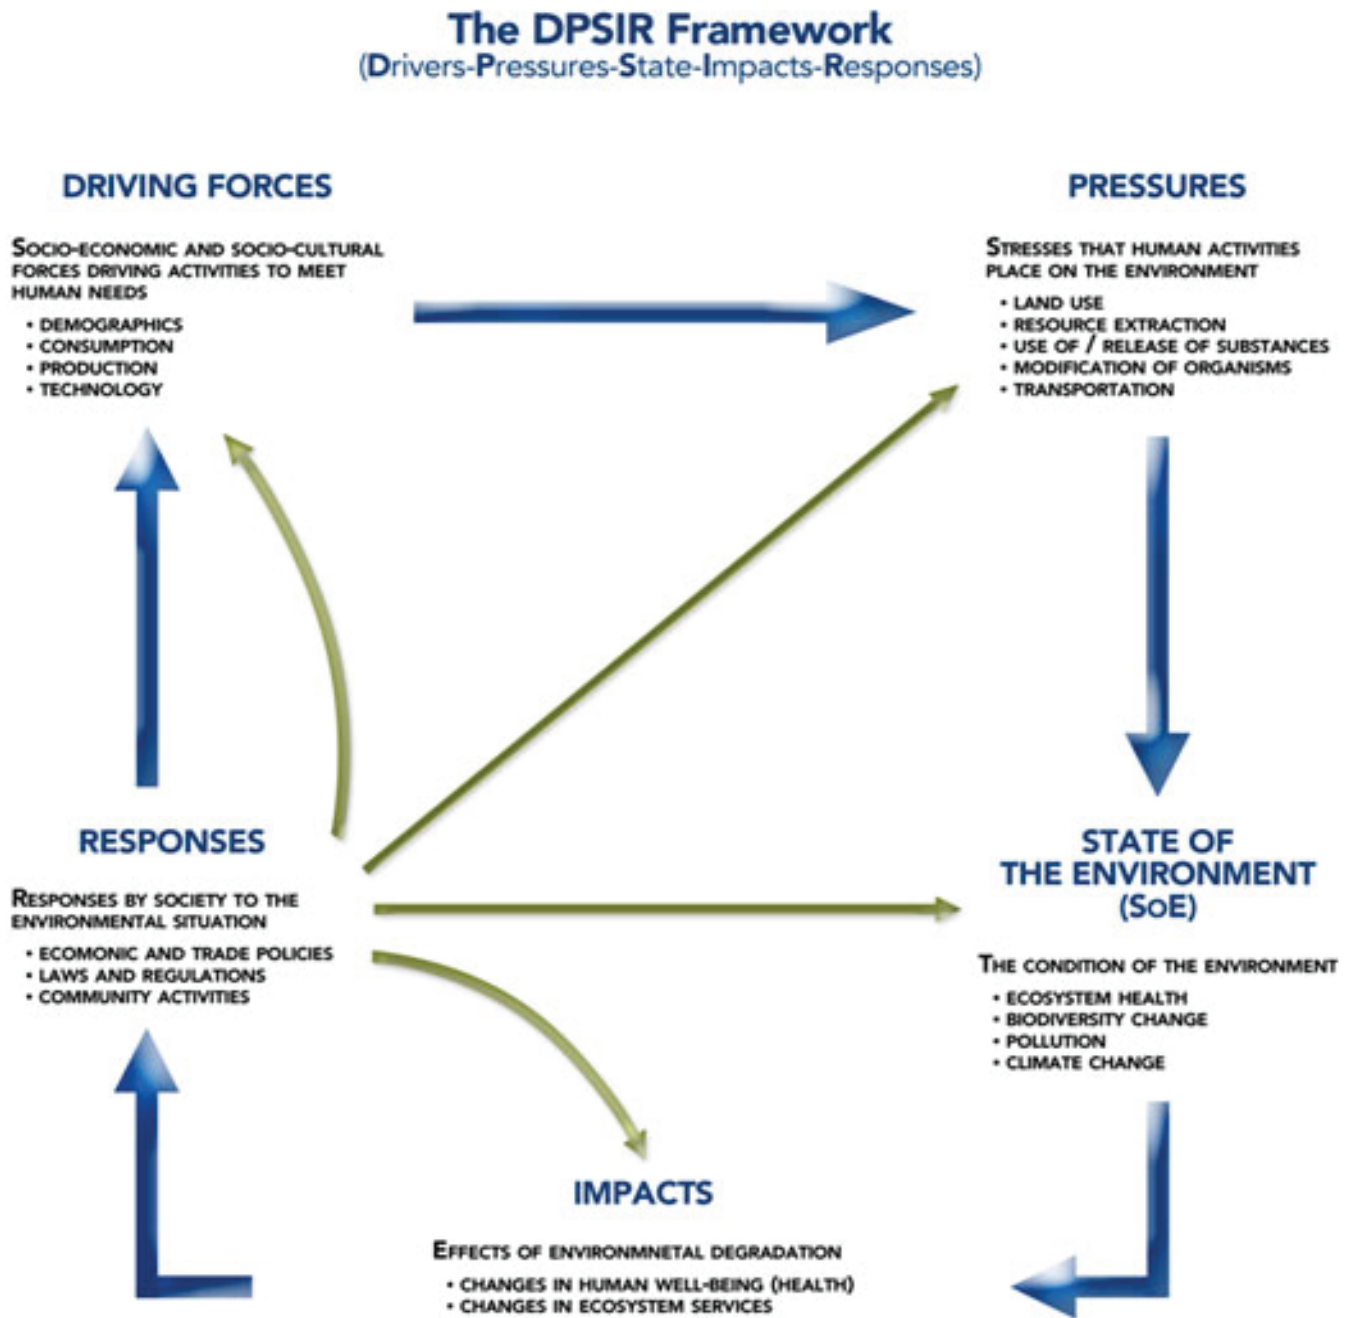 The DPSIR Framework
(Drivers-Pressures-State-Impacts-Responses)
DRIVING FORCES
SOCIO-ECONOMIC AND SOCIO-CULTURAL
FORCES DRIVING ACTIVITIES TO MEET
HUMAN NEEDS
• DEMOGRAPHICS
• CONSUMPTION
• PRODUCTION
• TECHNOLOGY
PRESSURES
STRESSES THAT HUMAN ACTIVITIES
PLACE ON THE ENVIRONMENT
• LAND USE
• RESOURCE EXTRACTION
• USE OF / RELEASE OF SUBSTANCES
• MODIFICATION OF ORGANISMS
• TRANSPORTATION
RESPONSES
RESPONSES BY SOCIETY TO THE
ENVIRONMENTAL SITUATION
• ECOMONIC AND TRADE POLICIES
• LAWS AND REGULATIONS
• COMMUNITY ACTIVITIES
STATE OF
THE ENVIRONMENT
(SOE)
THE CONDITION OF THE ENVIRONMENT
• ECOSYSTEM HEALTH
• BIODIVERSITY CHANGE
• POLLUTION
• CLIMATE CHANGE
IMPACTS
EFFECTS OF ENVIRONMNETAL DEGRADATION
• CHANGES IN HUMAN WELL-BEING (HEALTH)
• CHANGES IN ECOSYSTEM SERVICES